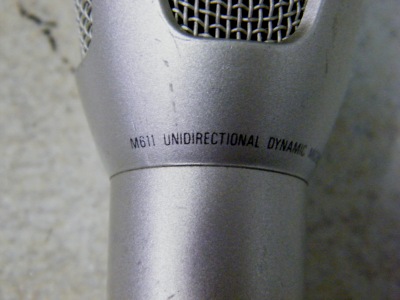 M611 UNIDIRECTIONAL DYNAMIC